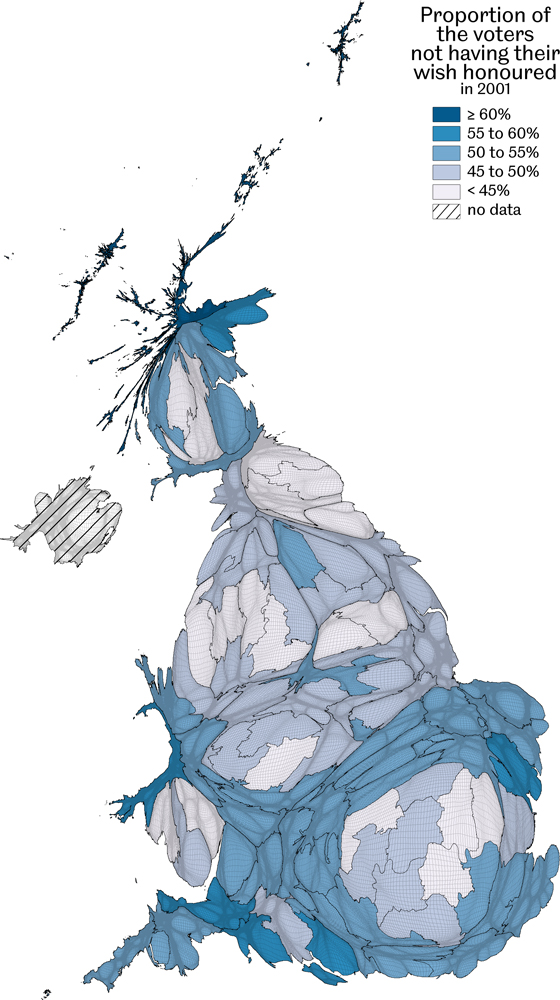 Proportion of
the voters
not having their
wish honoured
in 2001
≥ 60%
55 to 60%
50 to 55%
45 to 50%
< 45%
no data